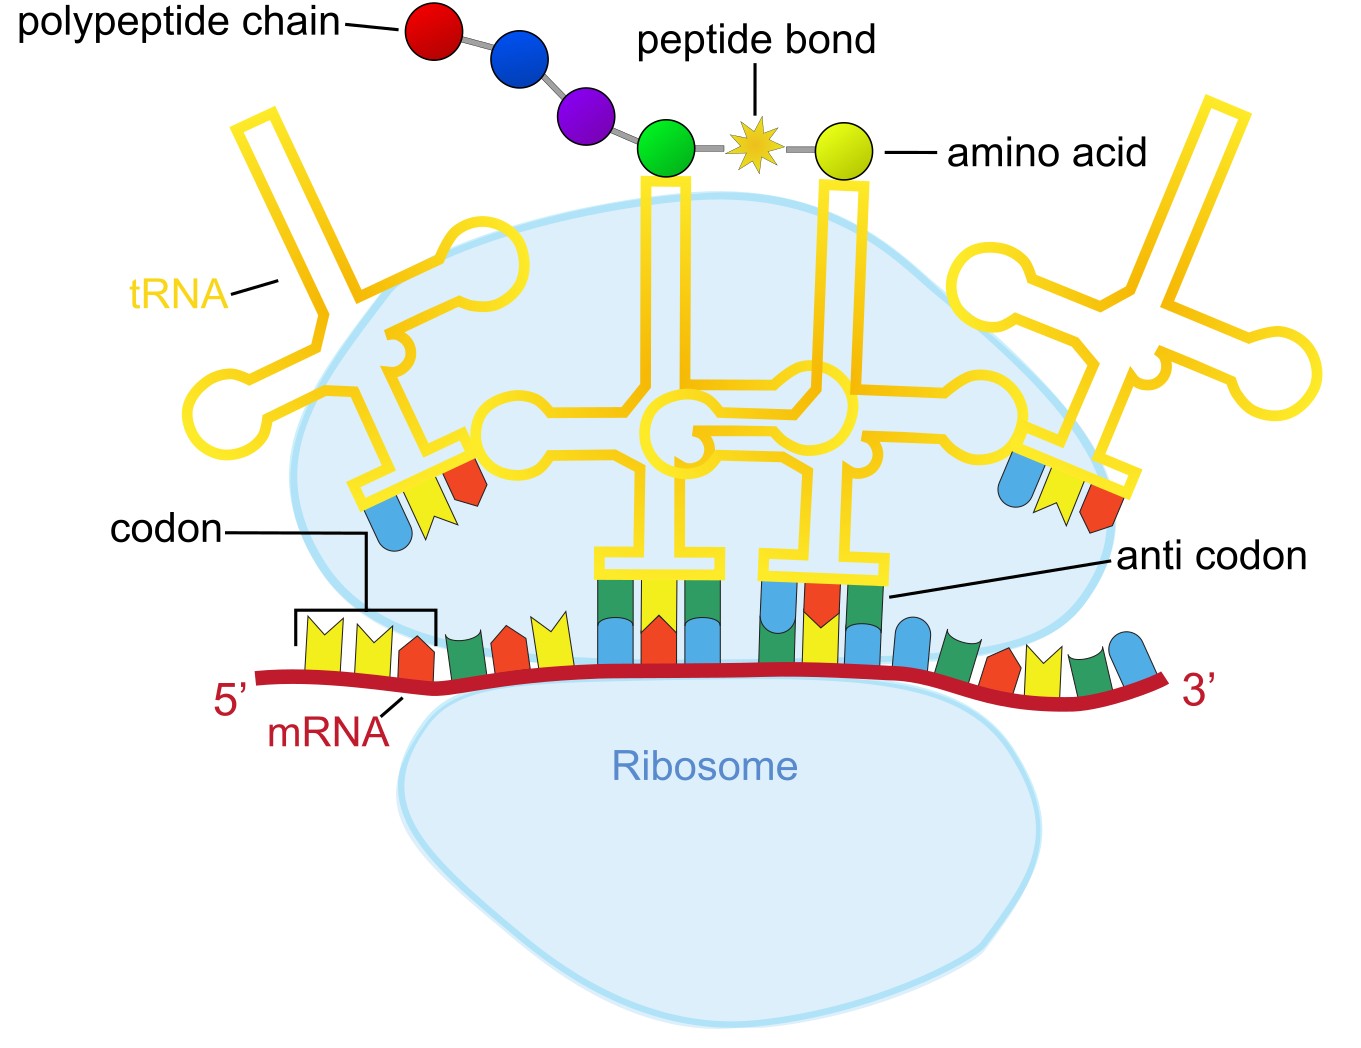 polypeptide chain
peptide bond
amino acid
tRNA
codon
anti codon
5’
3’
mRNA
Ribosome